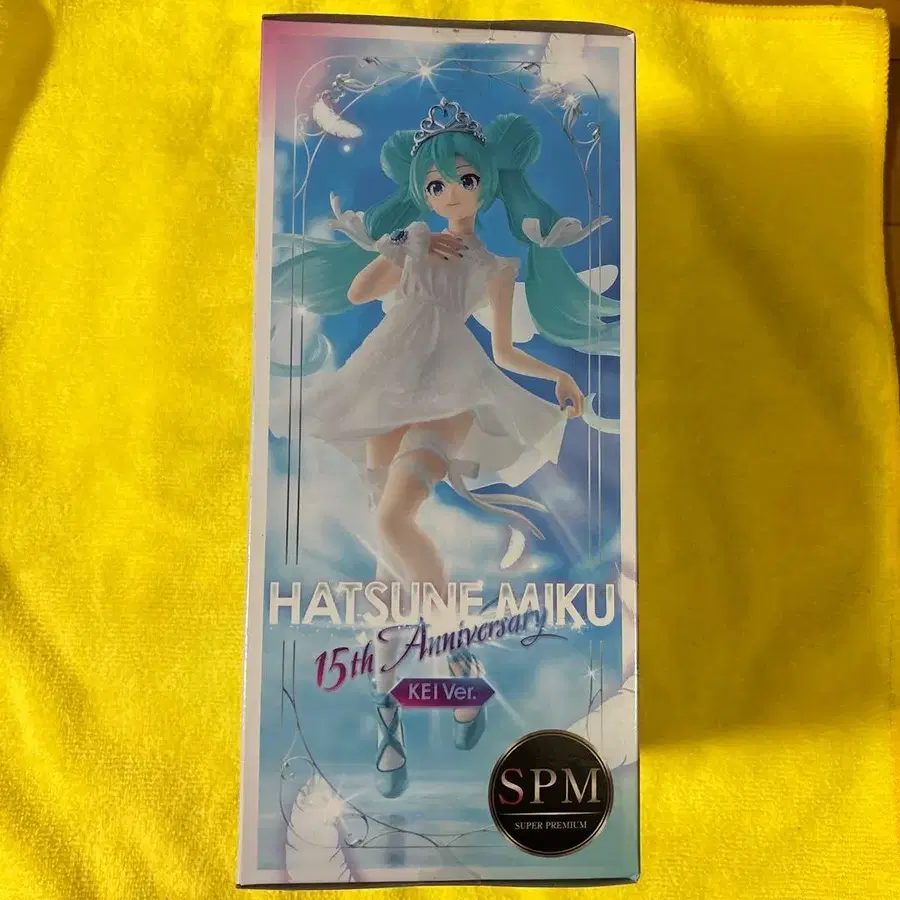 HATSUNE MIKU
15th Anniversary
KEI Ver.
SPM
SUPER PREMIUM